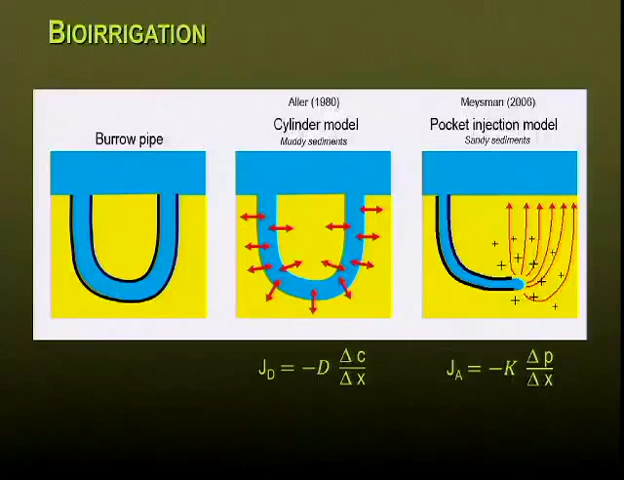 BIOIRRIGATION
Burrow pipe
Aller (1980)
Cylinder model
Muddy sediments
Meysman (2006)
Pocket injection model
Sandy sediments
J_D = −D Δc/Δx
J_A = −K Δp/Δx